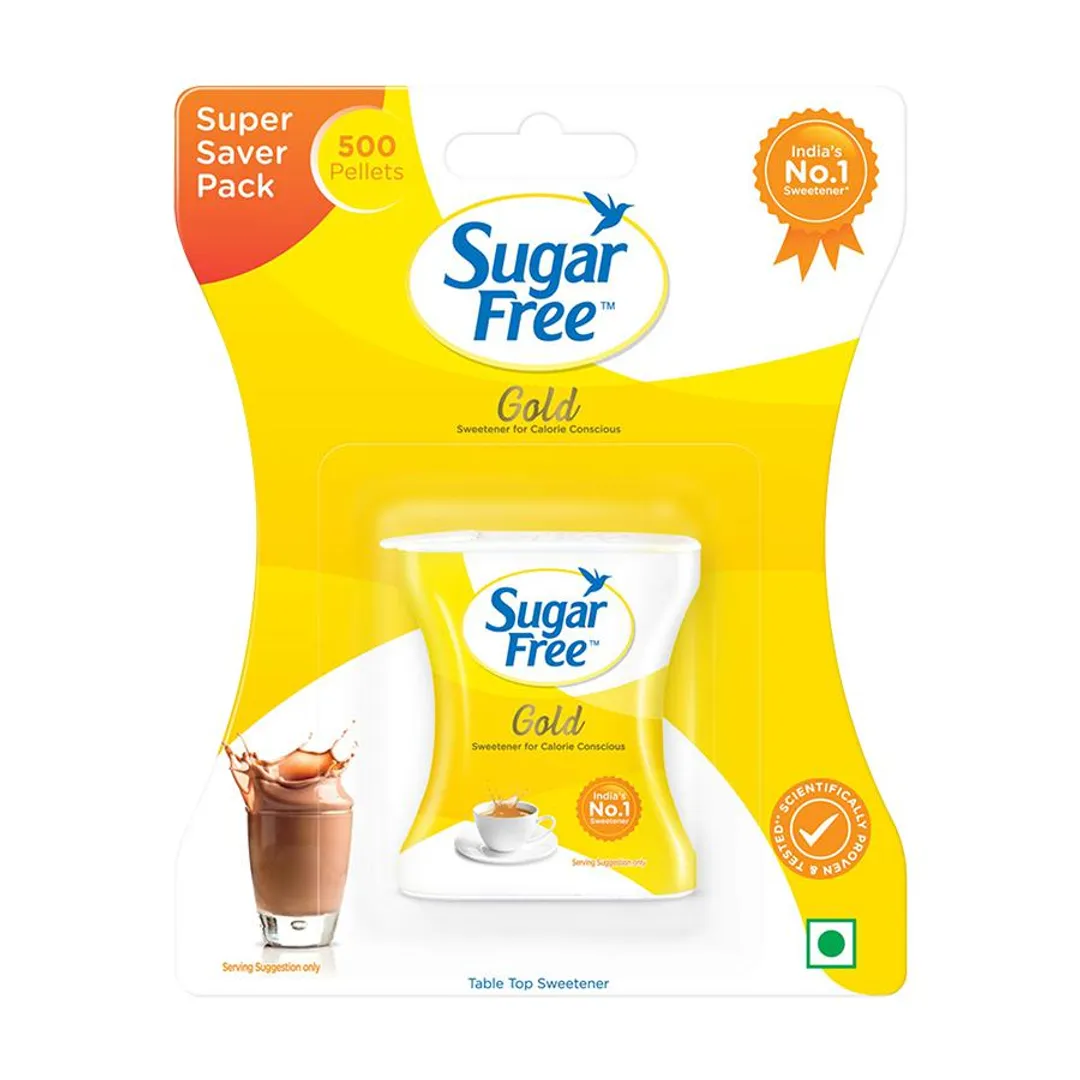 Super
Saver
Pack
500
Pellets
India's
No.1
Sweetener*
Sugar
Free™
Gold
Sweetener for Calorie Conscious
Sugar
Free™
Gold
Sweetener for Calorie Conscious
India's
No.1
Sweetener
Serving Suggestion only
SCIENTIFICALLY
PROVEN & TESTED**
Serving Suggestion only
Table Top Sweetener